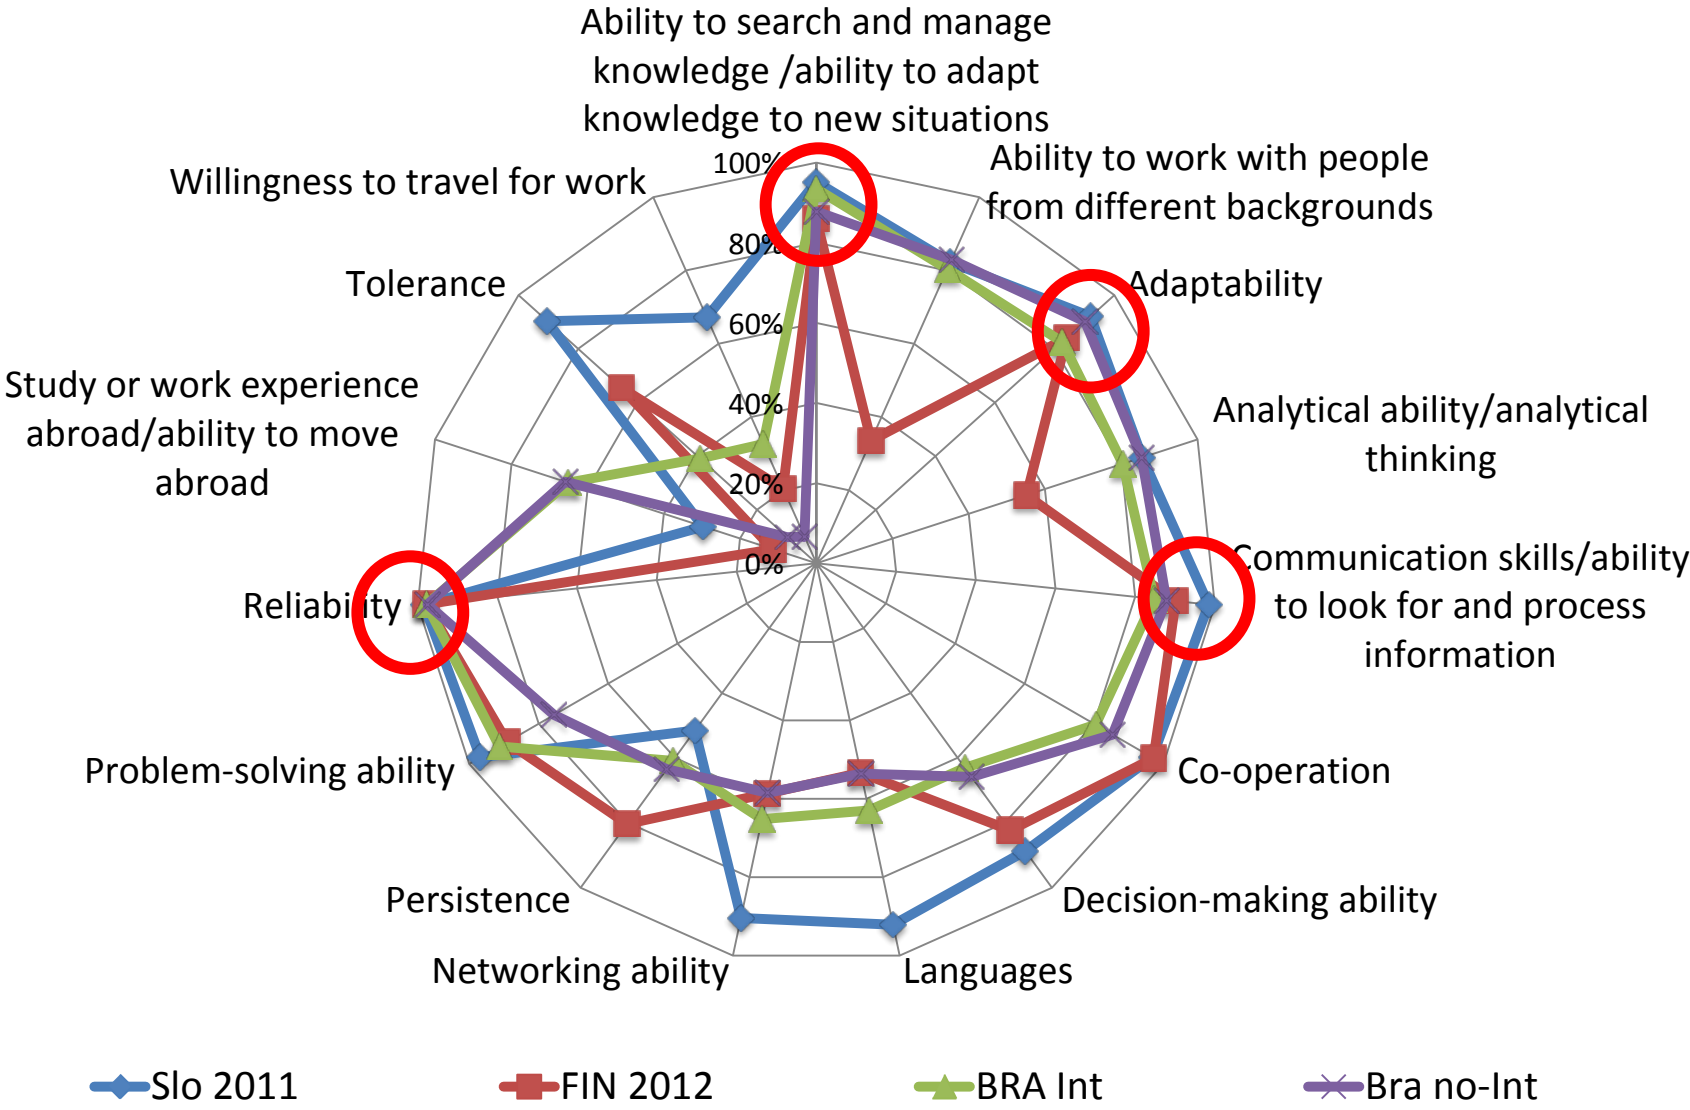 Ability to search and manage
knowledge /ability to adapt
knowledge to new situations
100%
Ability to work with people
from different backgrounds
Willingness to travel for work
80%
Tolerance
Adaptability
60%
Study or work experience
abroad/ability to move
abroad
40%
Analytical ability/analytical
thinking
20%
0%
Communication skills/ability
to look for and process
information
Reliability
Problem-solving ability
Co-operation
Persistence
Decision-making ability
Networking ability
Languages
Slo 2011
FIN 2012
BRA Int
Bra no-Int